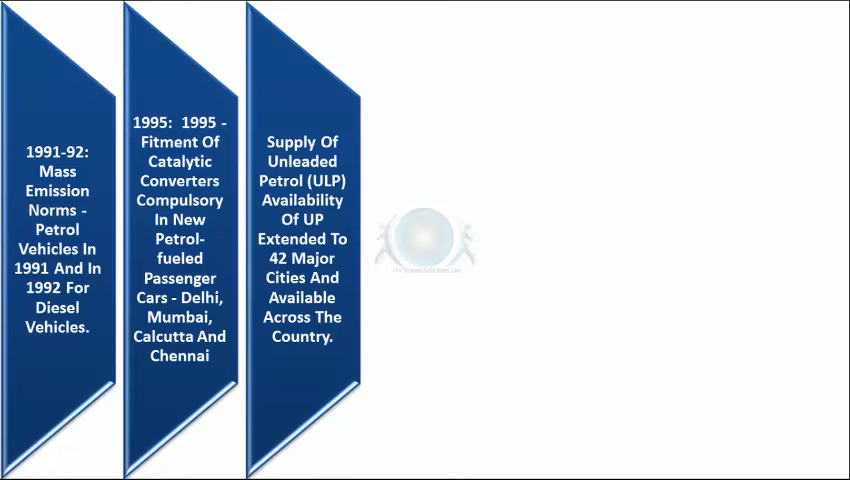 1991-92:
Mass
Emission
Norms -
Petrol
Vehicles In
1991 And In
1992 For
Diesel
Vehicles.
1995:  1995 -
Fitment Of
Catalytic
Converters
Compulsory
In New
Petrol-
fueled
Passenger
Cars - Delhi,
Mumbai,
Calcutta And
Chennai
Supply Of
Unleaded
Petrol (ULP)
Availability
Of UP
Extended To
42 Major
Cities And
Available
Across The
Country.